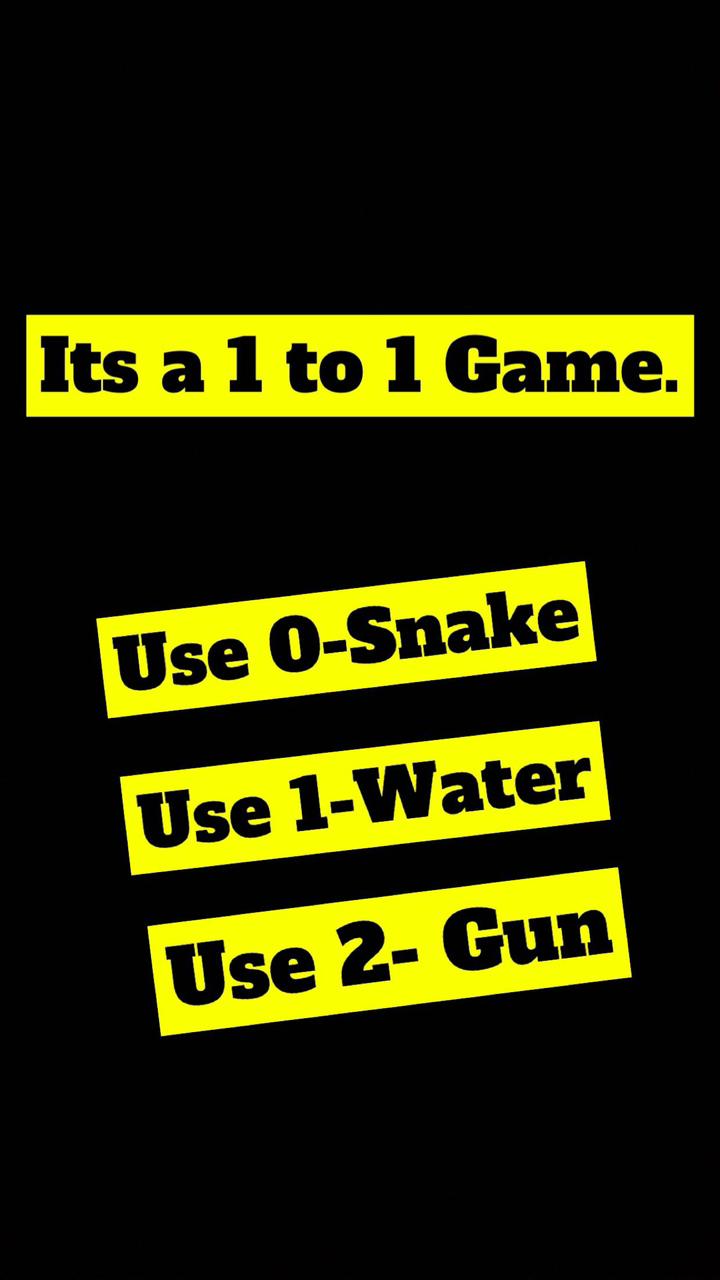 Its a 1 to 1 Game.
Use 0-Snake
Use 1-Water
Use 2- Gun